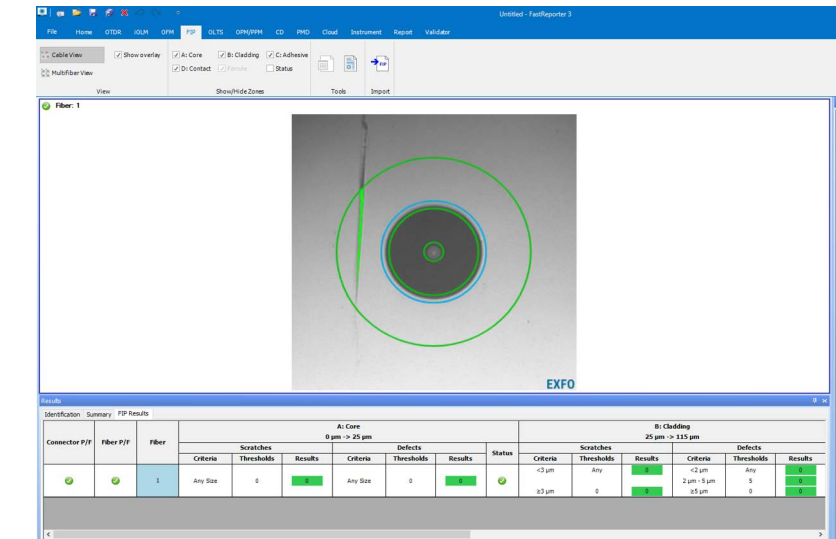 Untitled - FastReporter 3
File Home OTDR iOLM OFM FIP OLTS OPM/PPM CD PMD Cloud Instrument Report Validator
Cable View
Multifiber View
View
Show overlay
A: Core B: Cladding C: Adhesive
D: Contact Ferrule Status
Show/Hide Zones
Tools
FIP
Import
Fiber: 1
EXFO
Results
Identification Summary FIP Results
Connector P/F Fiber P/F Fiber A: Core B: Cladding
0 µm -> 25 µm 25 µm -> 115 µm
Scratches Defects Status Scratches Defects
Criteria Thresholds Results Criteria Thresholds Results Criteria Thresholds Results Criteria Thresholds Results
<3 µm Any 0 <2 µm Any 0
1 Any Size 0 0 Any Size 0 0 2 µm - 5 µm 5 0
≥3 µm 0 0 ≥5 µm 0 0